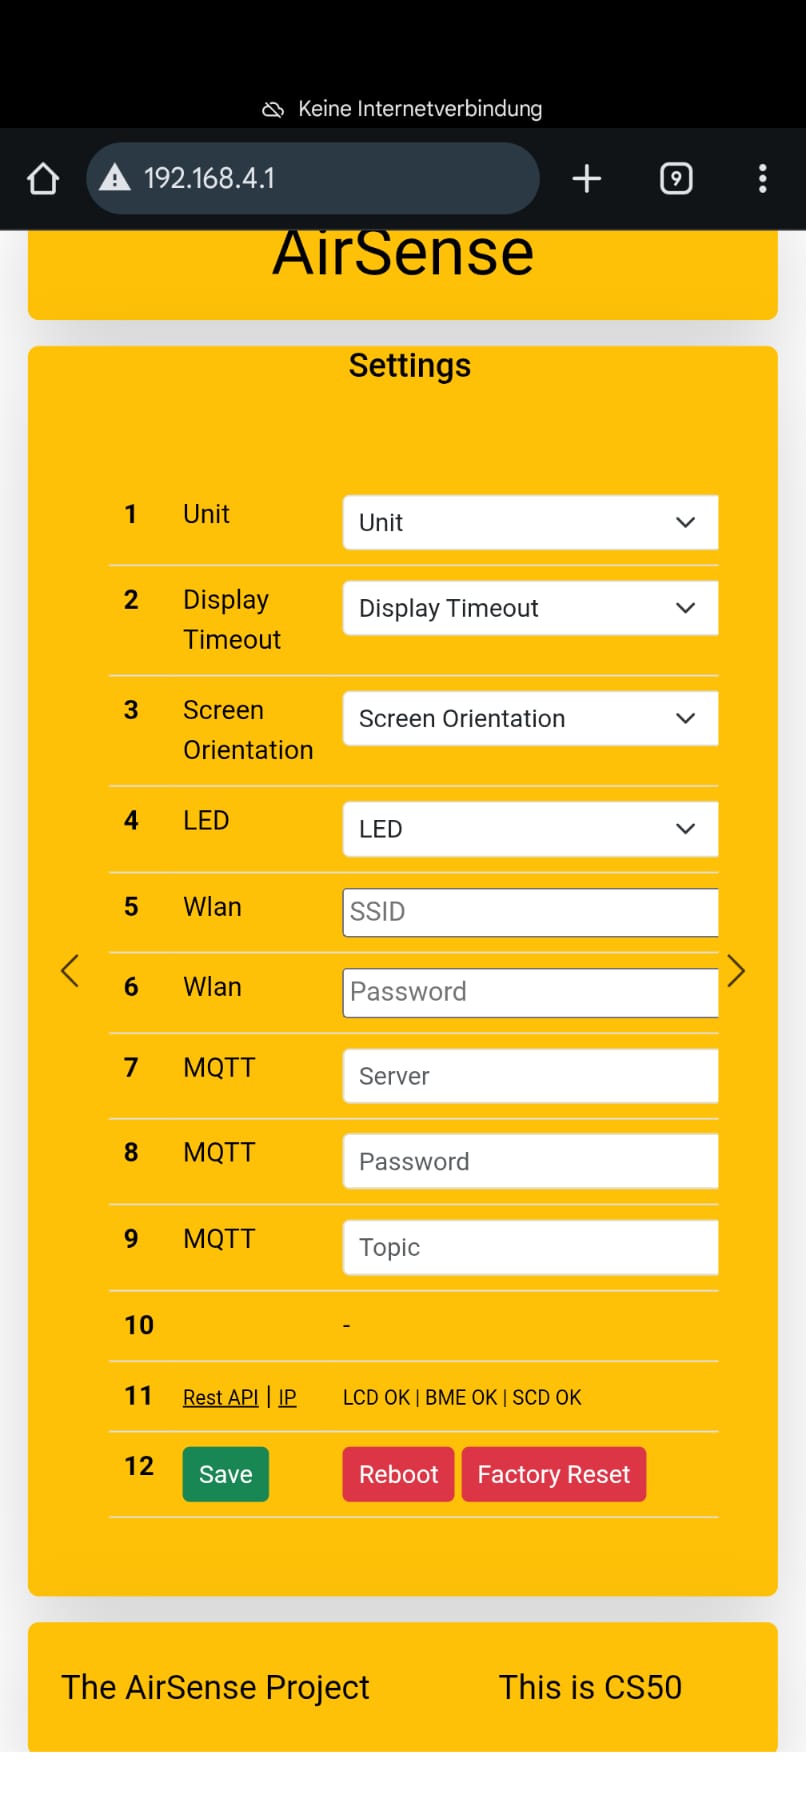 Keine Internetverbindung
192.168.4.1
9
AirSense
Settings
1 Unit Unit
2 Display Timeout Display Timeout
3 Screen Orientation Screen Orientation
4 LED LED
5 Wlan SSID
6 Wlan Password
7 MQTT Server
8 MQTT Password
9 MQTT Topic
10 -
11 Rest API | IP LCD OK | BME OK | SCD OK
12 Save Reboot Factory Reset
The AirSense Project This is CS50